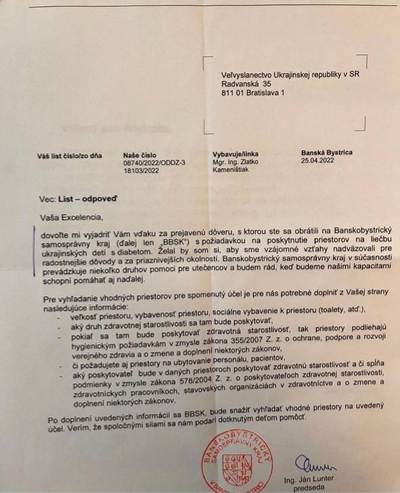 Veľvyslanectvo Ukrajinskej republiky v SR
Radvanská 35
811 01 Bratislava 1
Váš list číslo/zo dňa Naše číslo Vybavuje/linka Banská Bystrica
08740/2022/ODDZ-3 Mgr. Ing. Zlatko 25.04.2022
18103/2022 Kameništiak
Vec: List – odpoveď
Vaša Excelencia,
dovoľte mi vyjadriť Vám vďaku za prejavenú dôveru, s ktorou ste sa obrátili na Banskobystrický
samosprávny kraj (ďalej len „BBSK") s požiadavkou na poskytnutie priestorov na liečbu
ukrajinských detí s diabetom. Želal by som si, aby sme vzájomné vzťahy nadväzovali pre
radostnejšie dôvody a za priaznivejších okolností. Banskobystrický samosprávny kraj v súčasnosti
prevádzkuje niekoľko druhov pomoci pre utečencov a budem rád, keď budeme našimi kapacitami
schopní pomáhať aj naďalej.
Pre vyhľadanie vhodných priestorov pre spomenutý účel je pre nás potrebné doplniť z Vašej strany
nasledujúce informácie:
- veľkosť priestoru, vybavenosť priestoru, sociálne vybavenie k priestoru (toalety, atď.),
- aký druh zdravotnej starostlivosti sa tam bude poskytovať,
- pokiaľ sa tam bude poskytovať zdravotná starostlivosť, tak priestory podliehajú
hygienickým požiadavkám v zmysle zákona 355/2007 Z. z. o ochrane, podpore a rozvoji
verejného zdravia a o zmene a doplnení niektorých zákonov,
- či požadujete aj priestory na ubytovanie personálu, pacientov,
- aký poskytovateľ bude v daných priestoroch poskytovať zdravotnú starostlivosť a či spĺňa
podmienky v zmysle zákona 578/2004 Z. z. o poskytovateľoch zdravotnej starostlivosti,
zdravotníckych pracovníkoch, stavovských organizáciách v zdravotníctve a o zmene a
doplnení niektorých zákonov.
Po doplnení uvedených informácií sa BBSK, bude snažiť vyhľadať vhodné priestory na uvedený
účel. Verím, že spoločnými silami sa nám podarí dotknutým deťom pomôcť.
BANSKOBYSTRICKÝ
SAMOSPRÁVNY KRAJ
Ing. Ján Lunter
predseda